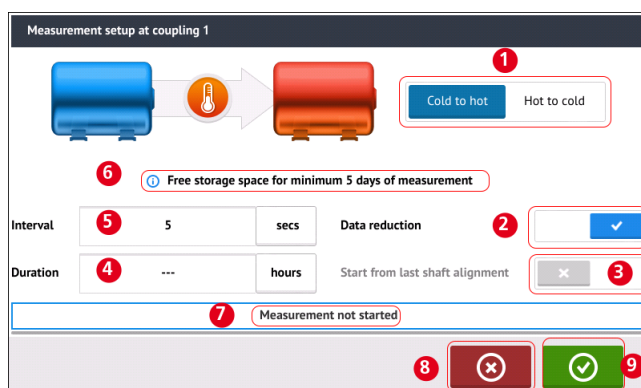 Measurement setup at coupling 1
1
Cold to hot Hot to cold
6 Free storage space for minimum 5 days of measurement
Interval 5 5 secs Data reduction 2
Duration 4 --- hours Start from last shaft alignment 3
7 Measurement not started
8 9